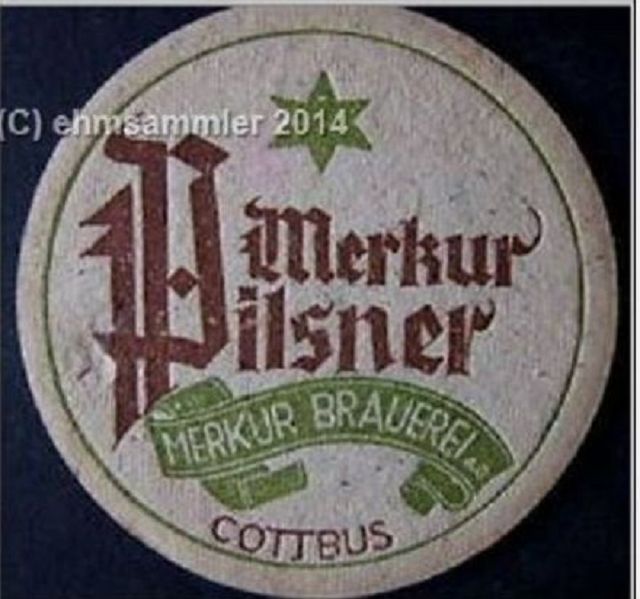 (C) ehmsammler 2014
Merkur
Pilsner
MERKUR BRAUEREI A.G.
COTTBUS